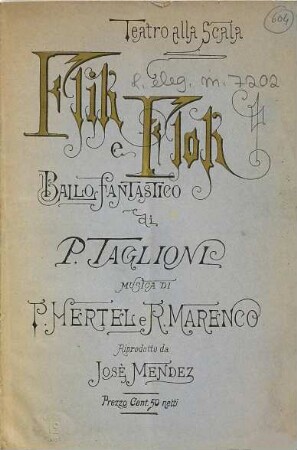 604
Teatro alla Scala
Flik
L. eleg. m. 7202
e Flok
Ballo fantastico
di
P. Taglioni
Musica di
P. Hertel e R. Marenco
Riprodotto da
José Mendez
Prezzo Cent. 50 netti